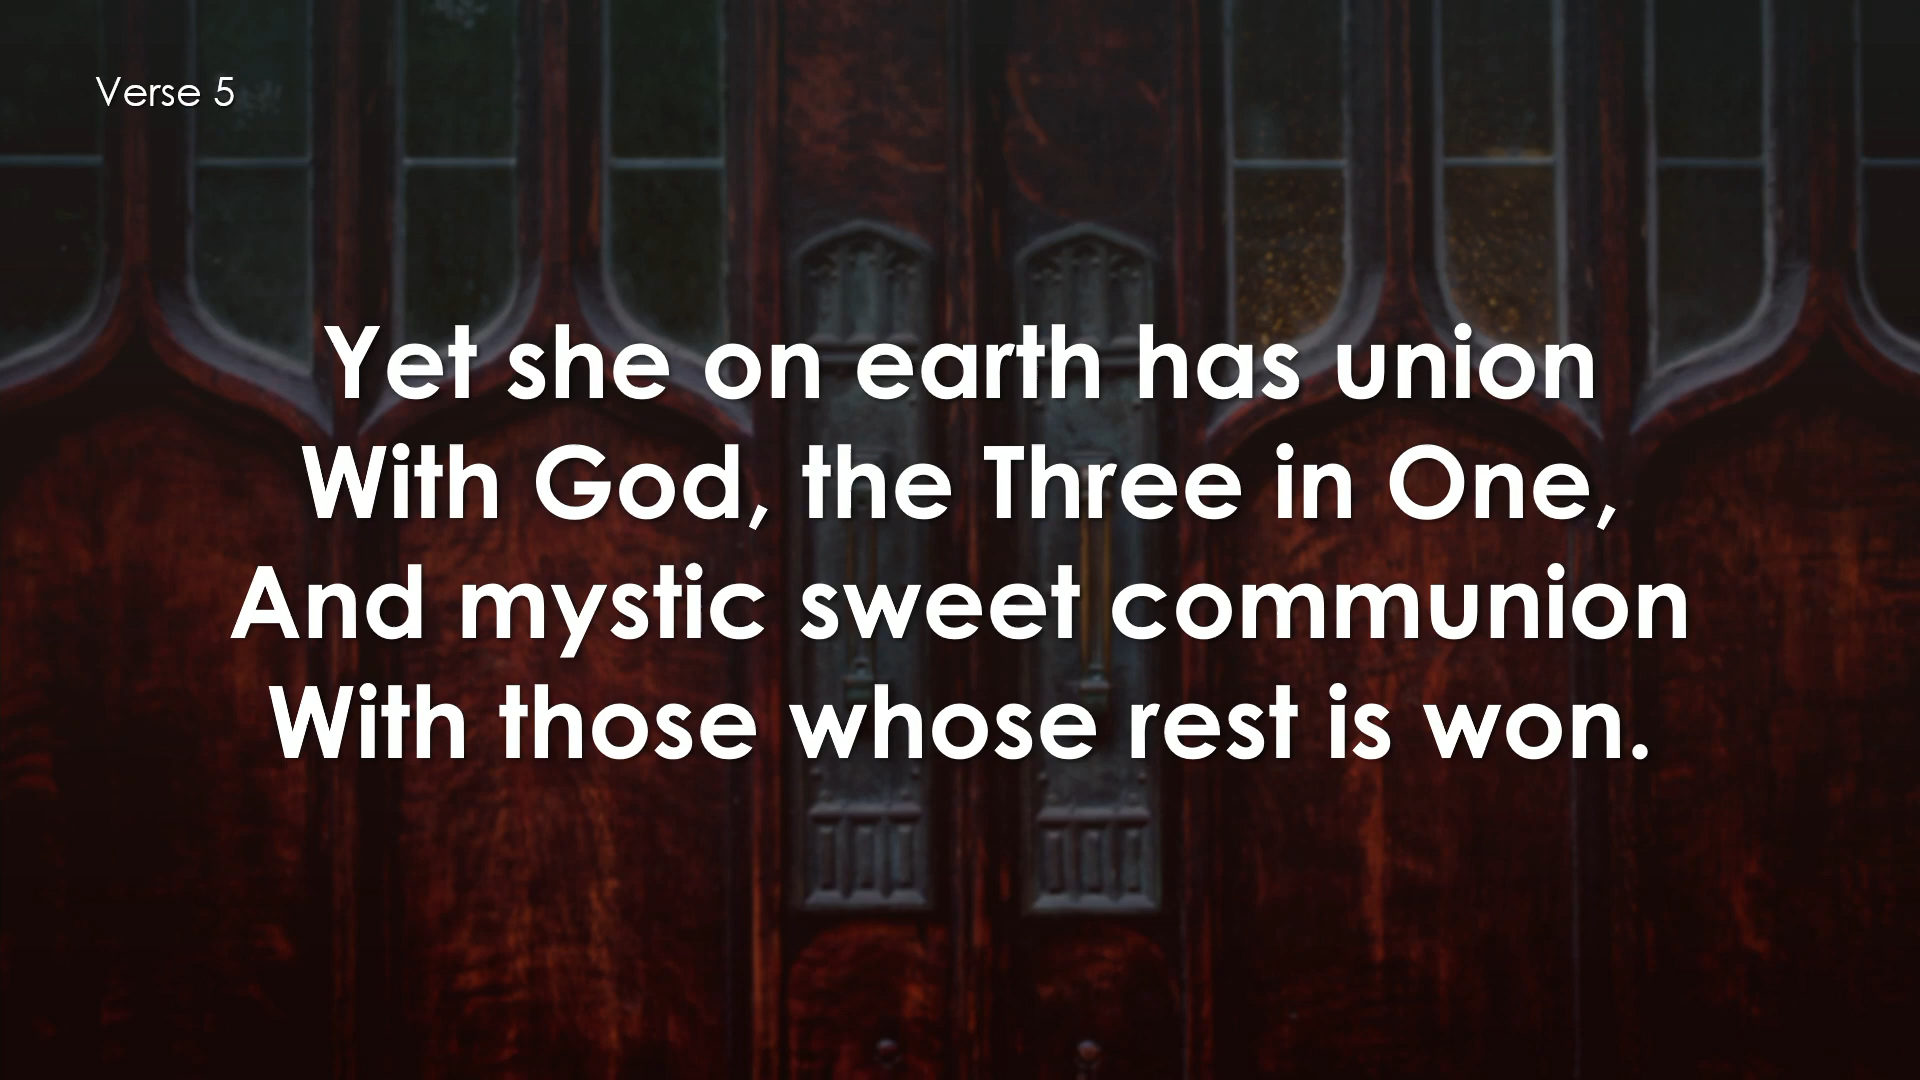 Verse 5
Yet she on earth has union
With God, the Three in One,
And mystic sweet communion
With those whose rest is won.